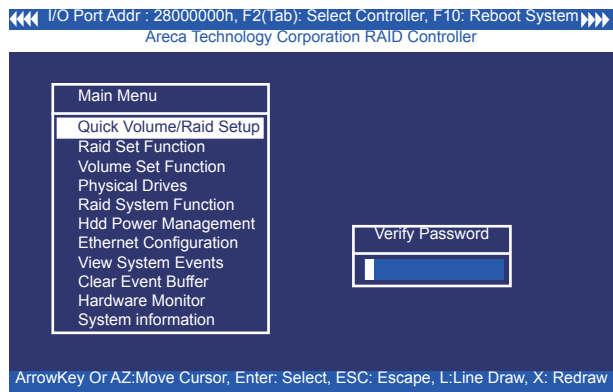 I/O Port Addr : 28000000h, F2(Tab): Select Controller, F10: Reboot System
Areca Technology Corporation RAID Controller
Main Menu
Quick Volume/Raid Setup
Raid Set Function
Volume Set Function
Physical Drives
Raid System Function
Hdd Power Management
Ethernet Configuration
View System Events
Clear Event Buffer
Hardware Monitor
System information
Verify Password
ArrowKey Or AZ:Move Cursor, Enter: Select, ESC: Escape, L:Line Draw, X: Redraw